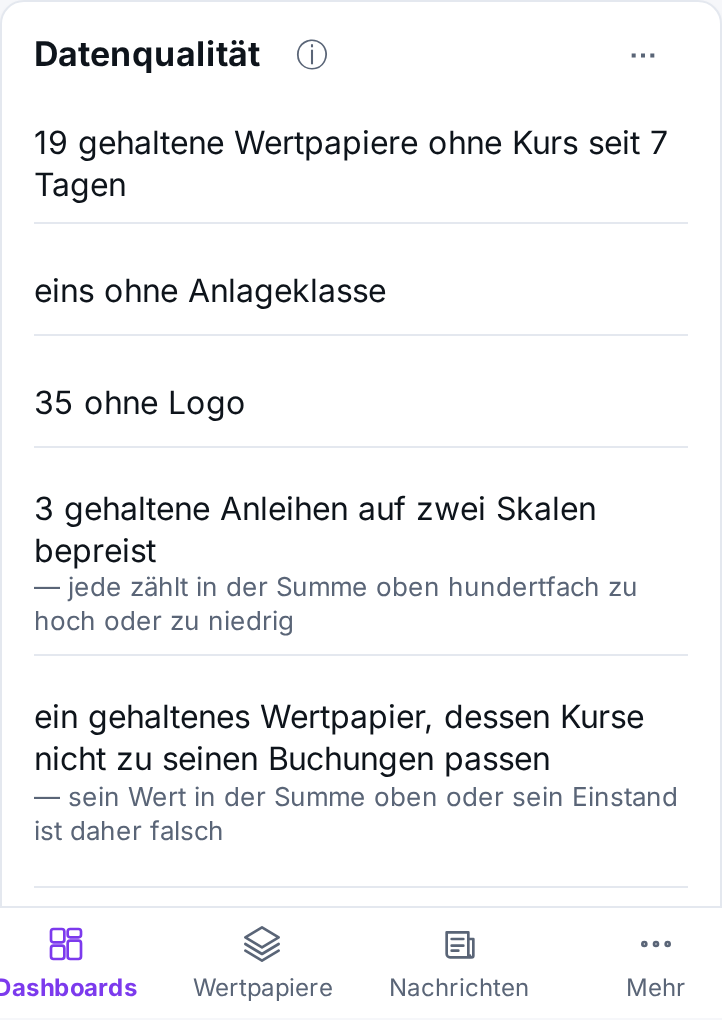 Datenqualität
19 gehaltene Wertpapiere ohne Kurs seit 7
Tagen
eins ohne Anlageklasse
35 ohne Logo
3 gehaltene Anleihen auf zwei Skalen
bepreist
— jede zählt in der Summe oben hundertfach zu
hoch oder zu niedrig
ein gehaltenes Wertpapier, dessen Kurse
nicht zu seinen Buchungen passen
— sein Wert in der Summe oben oder sein Einstand
ist daher falsch
Dashboards Wertpapiere Nachrichten Mehr